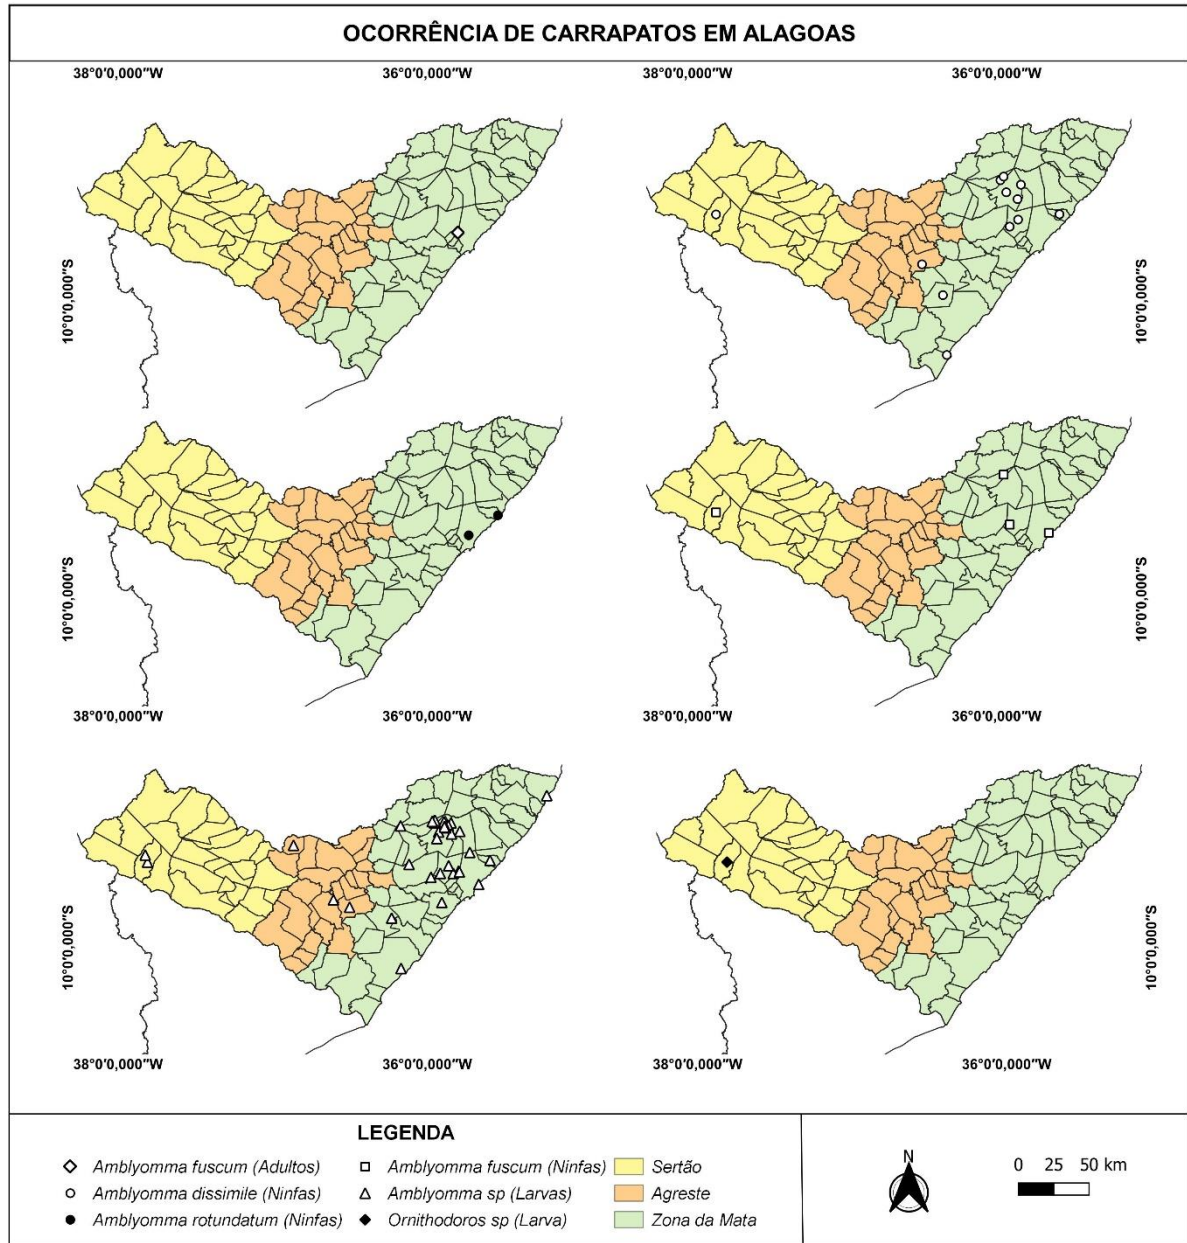 OCORRÊNCIA DE CARRAPATOS EM ALAGOAS
38°0'0,000"W 36°0'0,000"W 38°0'0,000"W 36°0'0,000"W
10°0'0,000"S 10°0'0,000"S
10°0'0,000"S 10°0'0,000"S
38°0'0,000"W 36°0'0,000"W 38°0'0,000"W 36°0'0,000"W
10°0'0,000"S 10°0'0,000"S
38°0'0,000"W 36°0'0,000"W 38°0'0,000"W 36°0'0,000"W
LEGENDA
Amblyomma fuscum (Adultos) Amblyomma fuscum (Ninfas) Sertão
Amblyomma dissimile (Ninfas) Amblyomma sp (Larvas) Agreste
Amblyomma rotundatum (Ninfas) Ornithodoros sp (Larva) Zona da Mata
N
0 25 50 km